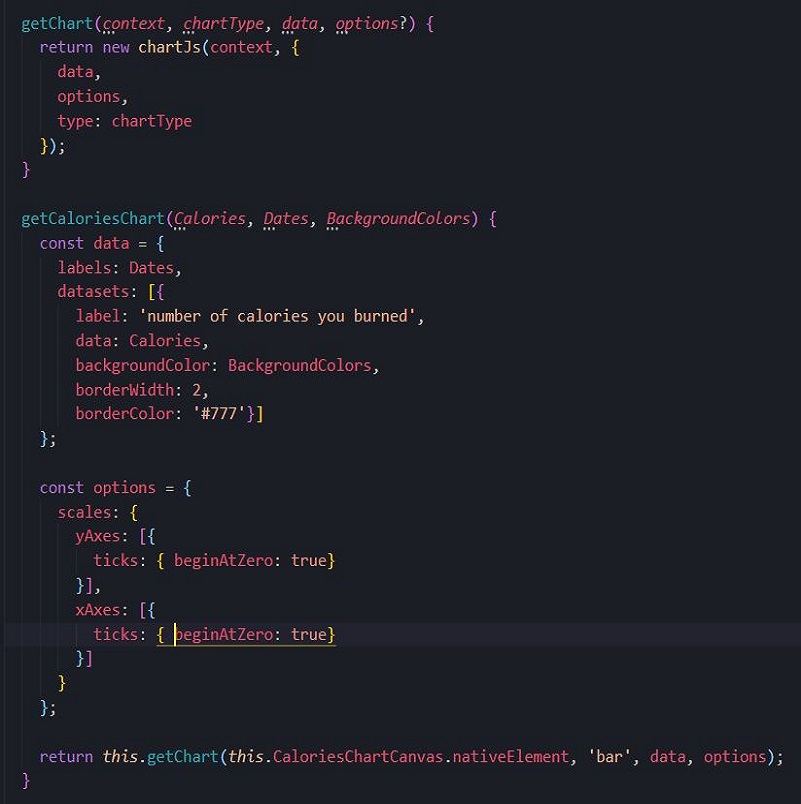 getChart(context, chartType, data, options?) {
  return new chartJs(context, {
    data,
    options,
    type: chartType
  });
}

getCaloriesChart(Calories, Dates, BackgroundColors) {
  const data = {
    labels: Dates,
    datasets: [{
      label: 'number of calories you burned',
      data: Calories,
      backgroundColor: BackgroundColors,
      borderWidth: 2,
      borderColor: '#777'}]
  };

  const options = {
    scales: {
      yAxes: [{
        ticks: { beginAtZero: true}
      }],
      xAxes: [{
        ticks: { beginAtZero: true}
      }]
    }
  };

  return this.getChart(this.CaloriesChartCanvas.nativeElement, 'bar', data, options);
}